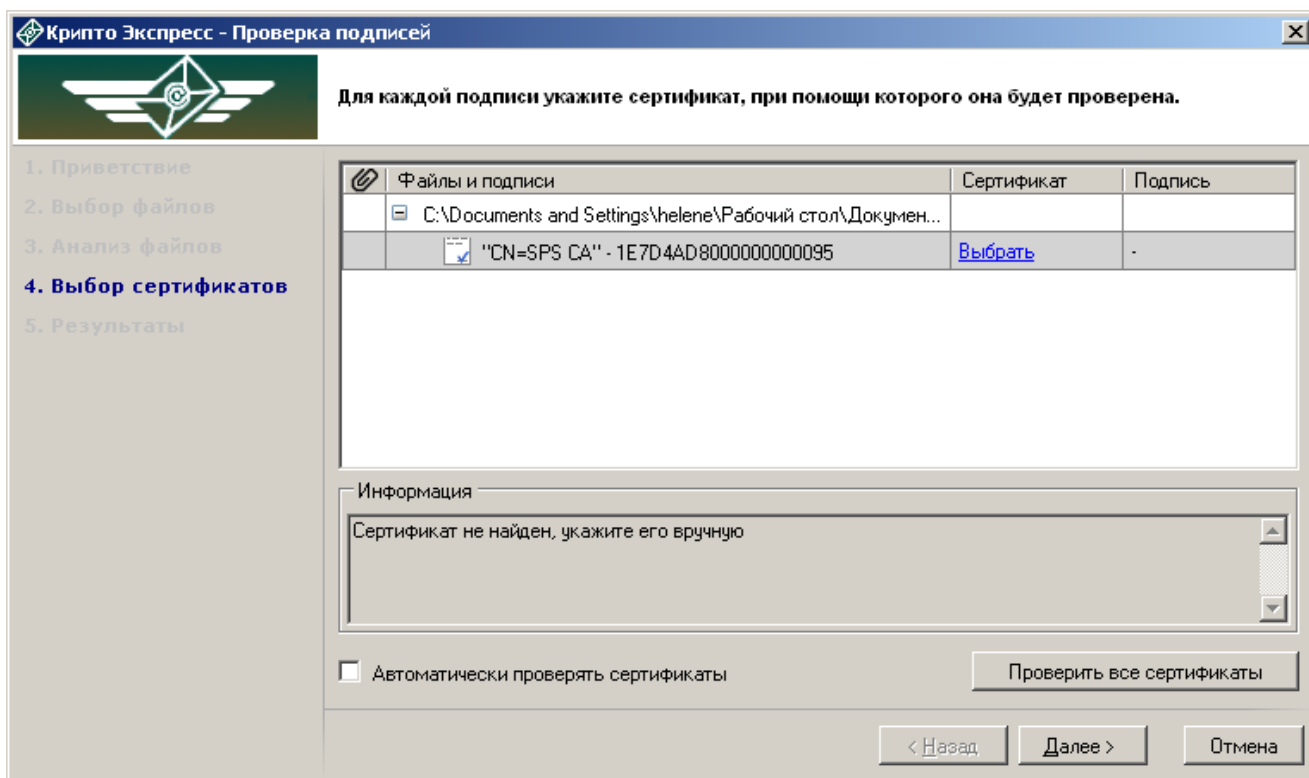 Крипто Экспресс - Проверка подписей
Для каждой подписи укажите сертификат, при помощи которого она будет проверена.
1. Приветствие
2. Выбор файлов
3. Анализ файлов
4. Выбор сертификатов
5. Результаты
Файлы и подписи Сертификат Подпись
C:\Documents and Settings\helene\Рабочий стол\Докумен...
"CN=SPS CA" - 1E7D4AD8000000000095 Выбрать -
Информация
Сертификат не найден, укажите его вручную
Автоматически проверять сертификаты
Проверить все сертификаты
< Назад Далее > Отмена